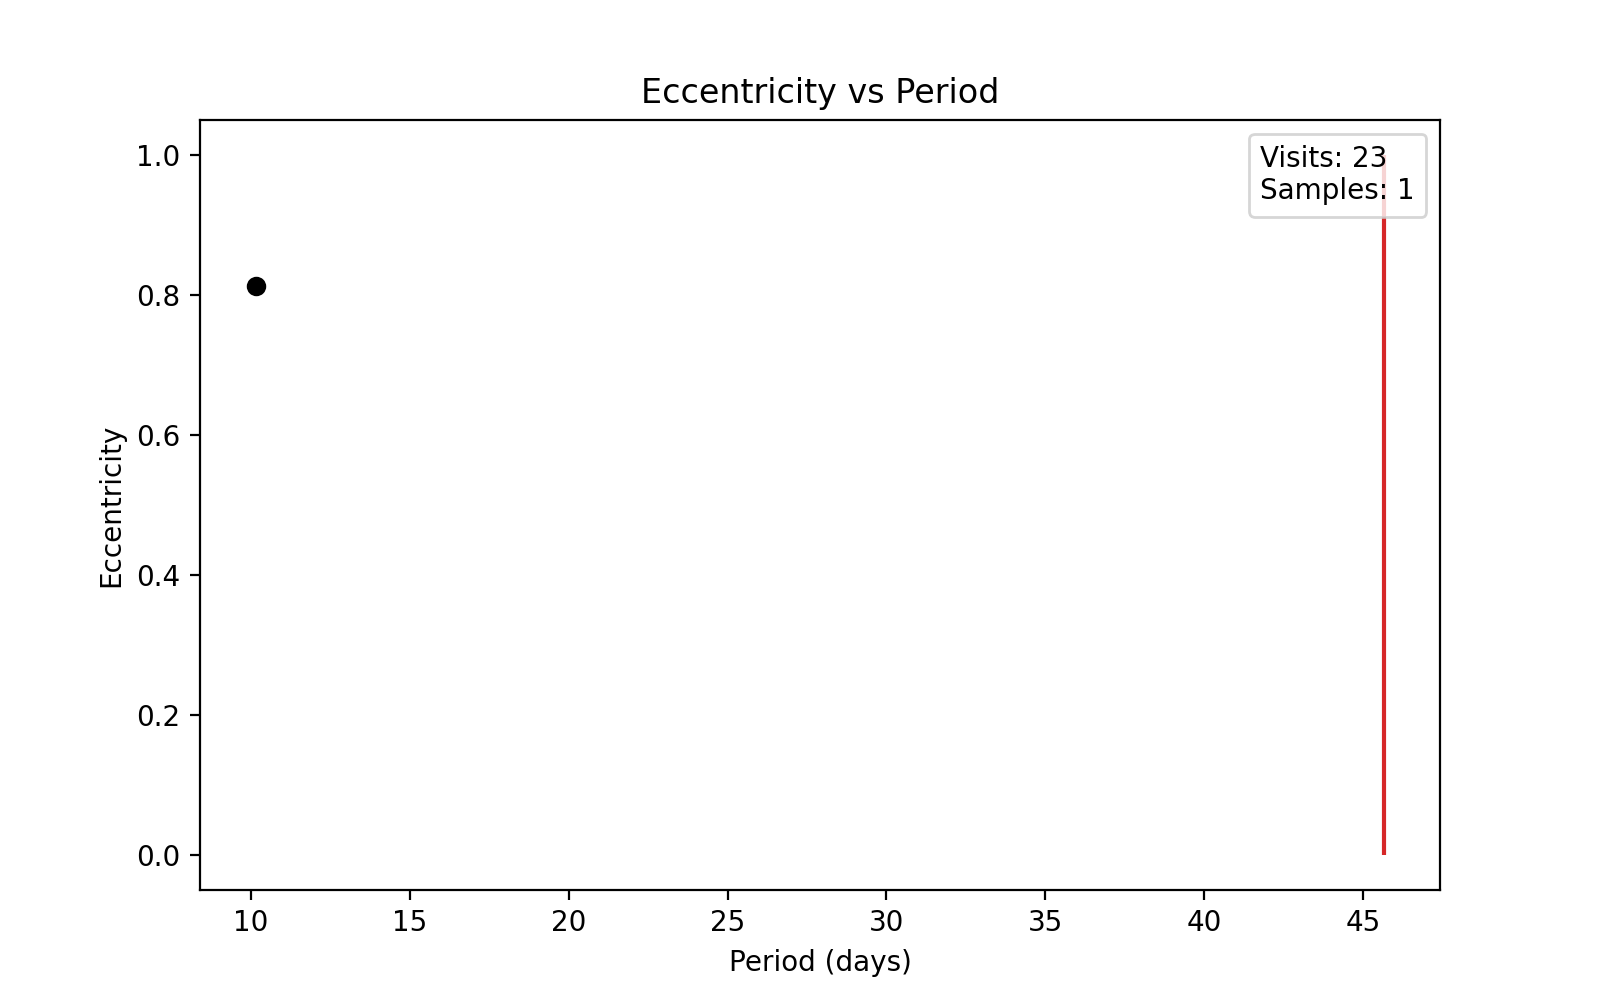 Eccentricity vs Period
Visits: 23
Samples: 1
1.0
0.8
0.6
0.4
0.2
0.0
Eccentricity
10 15 20 25 30 35 40 45
Period (days)